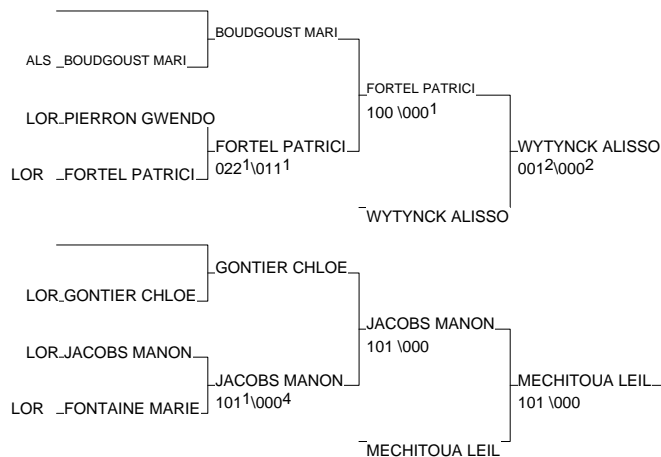 BOUDGOUST MARI
ALS BOUDGOUST MARI
FORTEL PATRICI
100 \000¹
LOR PIERRON GWENDO
FORTEL PATRICI
022¹\011¹
WYTYNCK ALISSO
001²\000²
LOR FORTEL PATRICI
WYTYNCK ALISSO
GONTIER CHLOE
LOR GONTIER CHLOE
JACOBS MANON
101 \000
LOR JACOBS MANON
JACOBS MANON
101¹\000⁴
MECHITOUA LEIL
101 \000
LOR FONTAINE MARIE
MECHITOUA LEIL